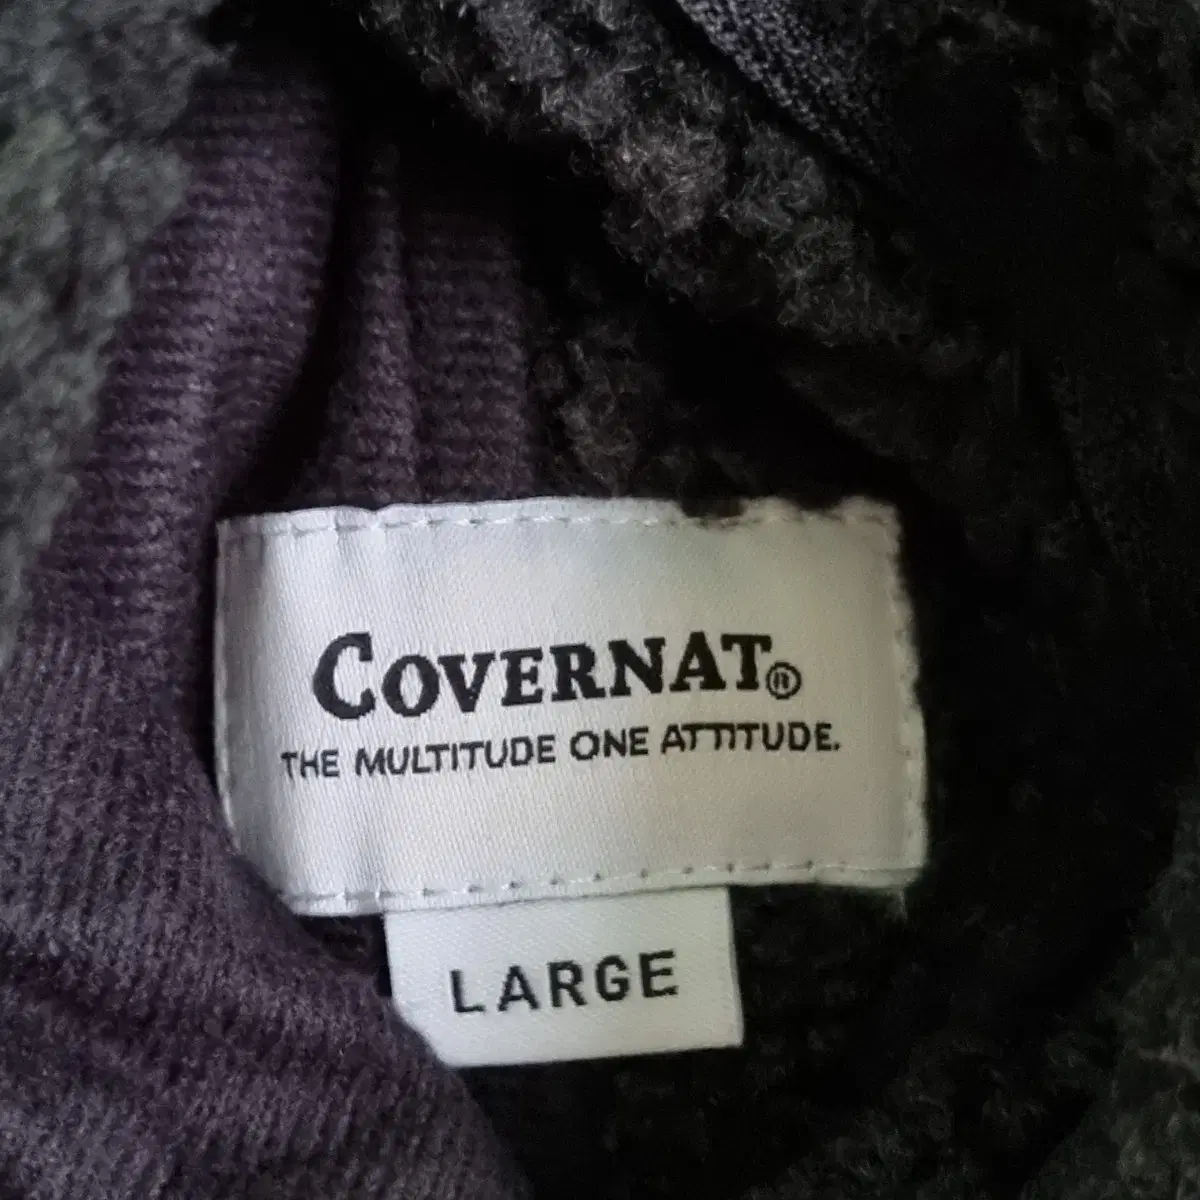 COVERNAT®
THE MULTITUDE ONE ATTITUDE.
LARGE